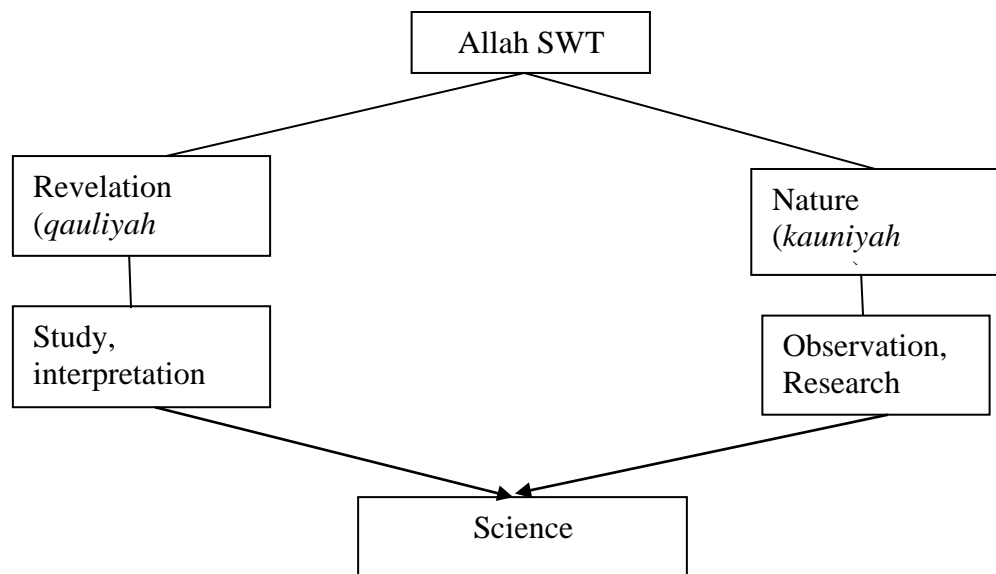 Allah SWT
Revelation
(qauliyah
Nature
(kauniyah
Study,
interpretation
Observation,
Research
Science